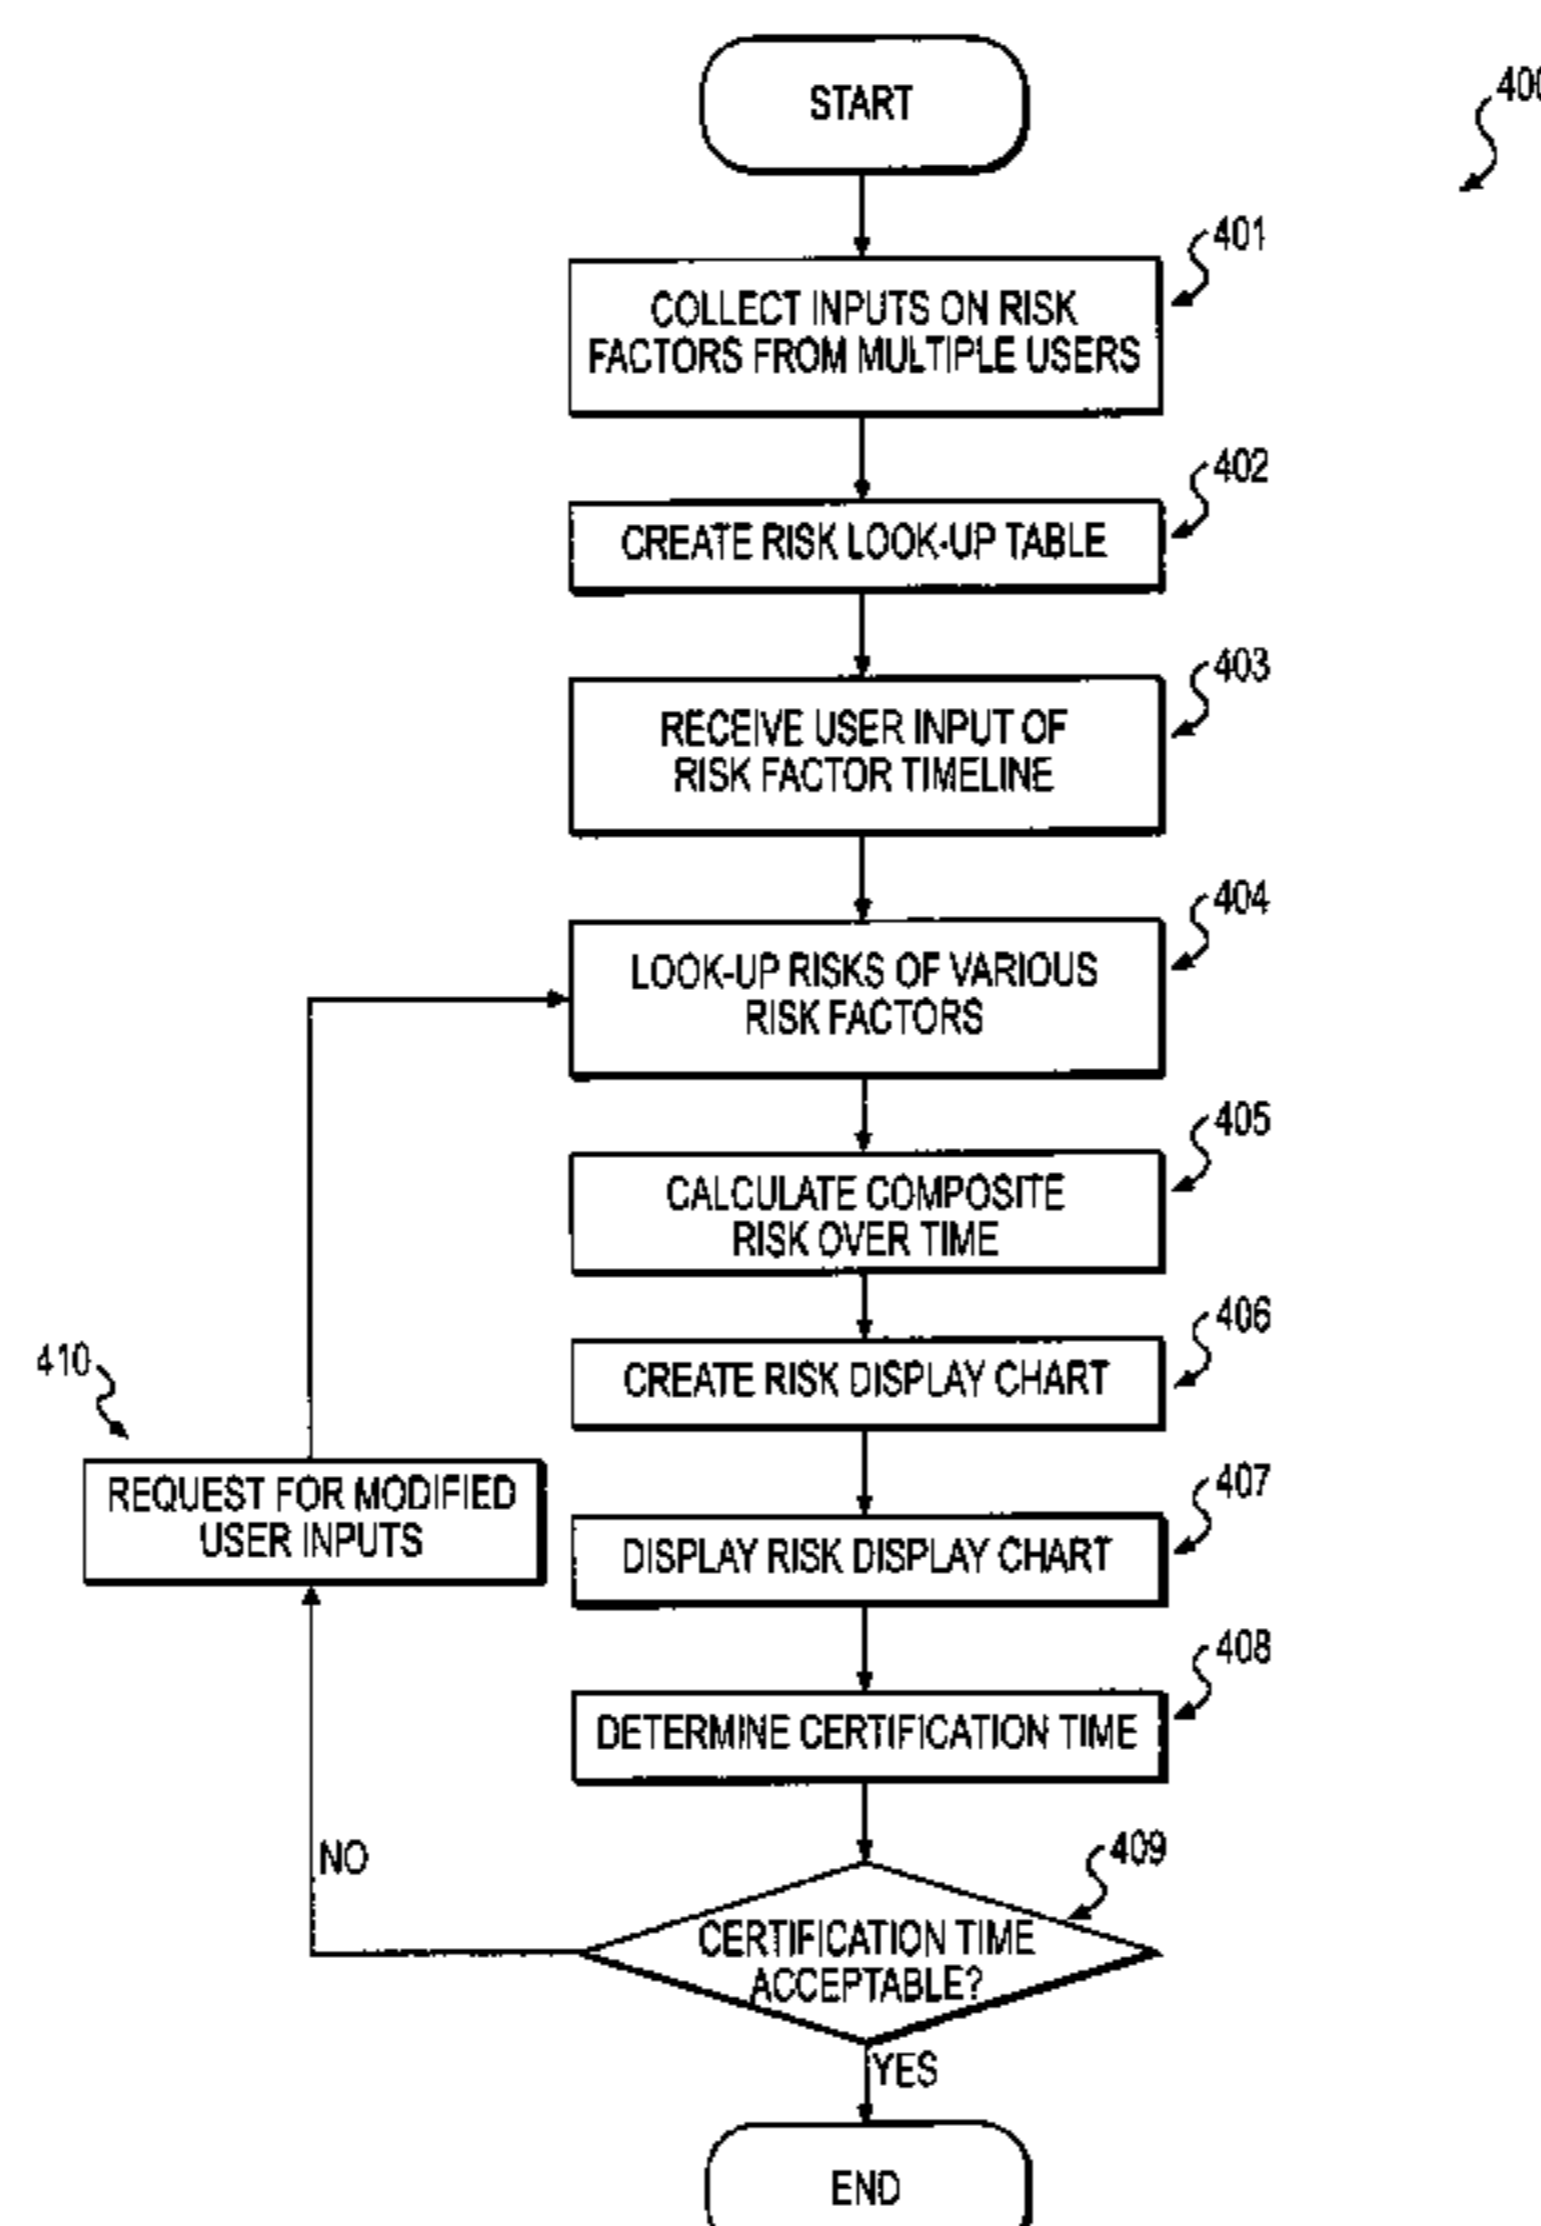 START
400
401
COLLECT INPUTS ON RISK
FACTORS FROM MULTIPLE USERS
402
CREATE RISK LOOK-UP TABLE
403
RECEIVE USER INPUT OF
RISK FACTOR TIMELINE
404
LOOK-UP RISKS OF VARIOUS
RISK FACTORS
405
CALCULATE COMPOSITE
RISK OVER TIME
406
CREATE RISK DISPLAY CHART
410
REQUEST FOR MODIFIED
USER INPUTS
407
DISPLAY RISK DISPLAY CHART
408
DETERMINE CERTIFICATION TIME
NO
409
CERTIFICATION TIME
ACCEPTABLE?
YES
END